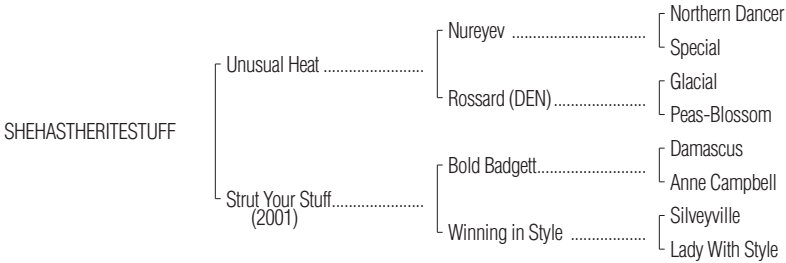 Northern Dancer
Nureyev ................................
Special
Unusual Heat ........................
Glacial
Rossard (DEN)......................
Peas-Blossom
SHEHASTHERITESTUFF
Damascus
Bold Badgett..........................
Anne Campbell
Strut Your Stuff......................
(2001)
Silveyville
Winning in Style ..................
Lady With Style